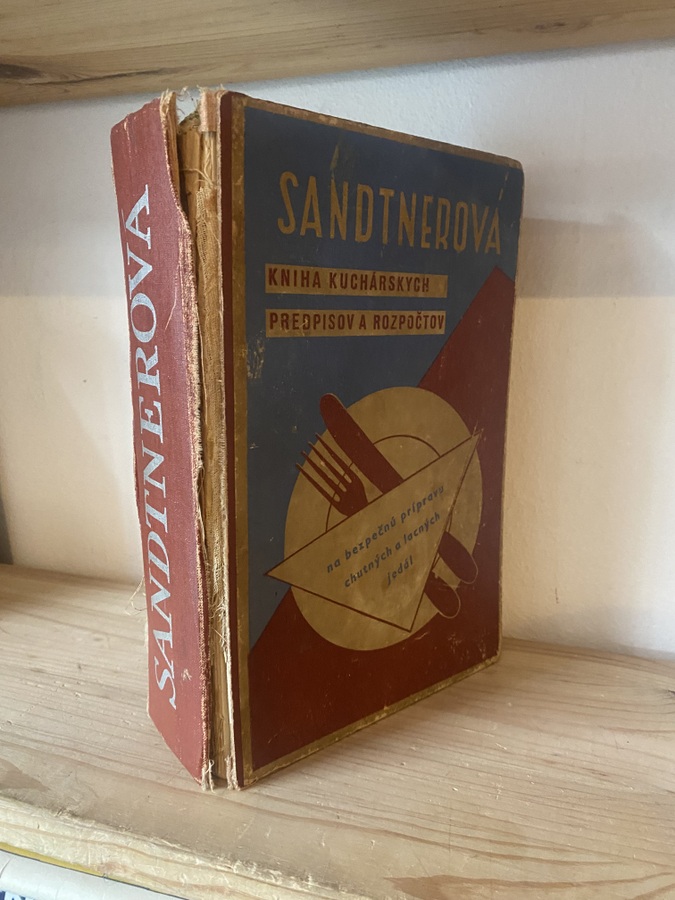 SANDTNEROVÁ
SANDTNEROVÁ
KNIHA KUCHÁRSKYCH
PREDPISOV A ROZPOČTOV
na bezpečnú prípravu
chutných a lacných
jedál